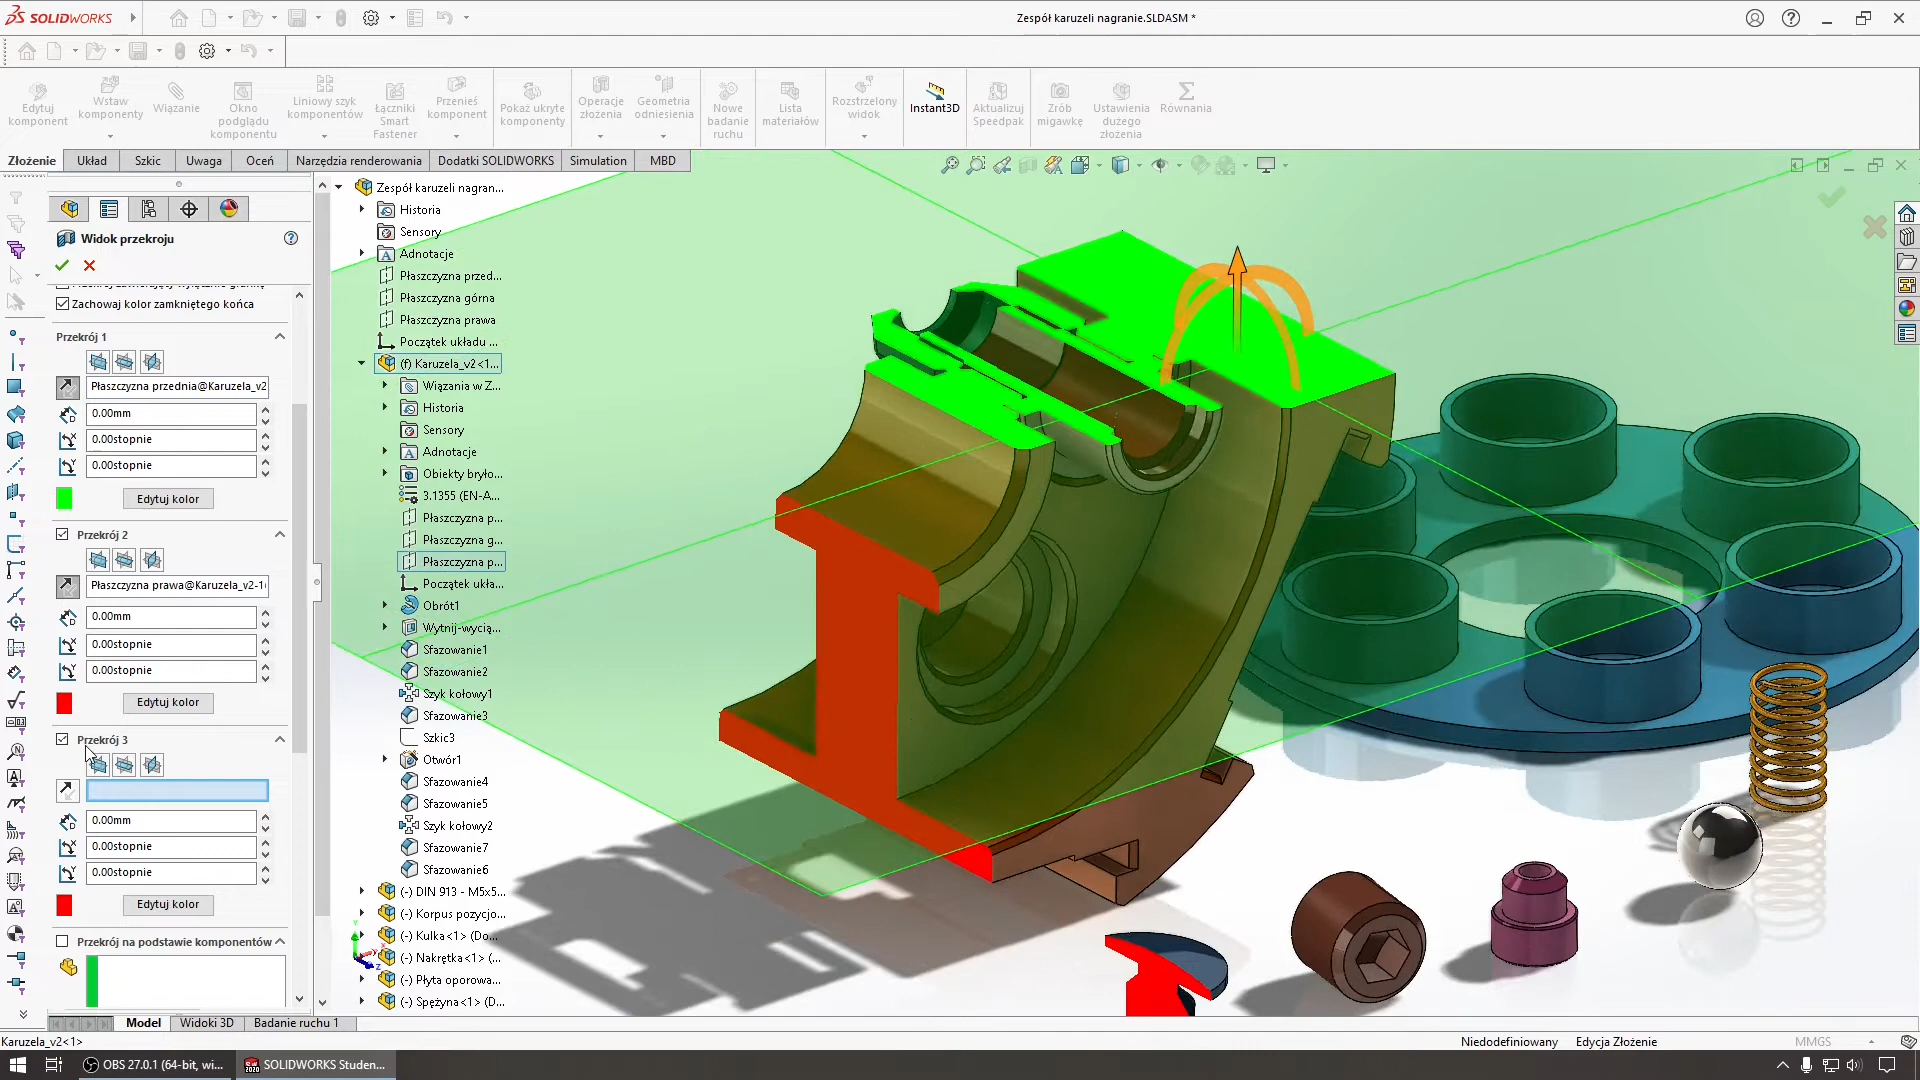 SOLIDWORKS
Zespół karuzeli nagranie.SLDASM *
Edytuj komponent
Wstaw komponenty
Wiązanie
Okno podglądu komponentu
Liniowy szyk komponentów
Łączniki Smart Fastener
Przenieś komponent
Pokaż ukryte komponenty
Operacje złożenia
Geometria odniesienia
Nowe badanie ruchu
Lista materiałów
Rozstrzelony widok
Instant3D
Aktualizuj Speedpak
Zrób migawkę
Ustawienia dużego złożenia
Równania
Złożenie
Układ
Szkic
Uwaga
Oceń
Narzędzia renderowania
Dodatki SOLIDWORKS
Simulation
MBD
Widok przekroju
Zachowaj kolor zamkniętego końca
Przekrój 1
Płaszczyzna przednia@Karuzela_v2
0.00mm
0.00stopnie
0.00stopnie
Edytuj kolor
Przekrój 2
Płaszczyzna prawa@Karuzela_v2-1
0.00mm
0.00stopnie
0.00stopnie
Edytuj kolor
Przekrój 3
0.00mm
0.00stopnie
0.00stopnie
Edytuj kolor
Przekrój na podstawie komponentów
Zespół karuzeli nagran...
Historia
Sensory
Adnotacje
Płaszczyzna przed...
Płaszczyzna górna
Płaszczyzna prawa
Początek układu ...
(f) Karuzela_v2<1...
Wiązania w Z...
Historia
Sensory
Adnotacje
Obiekty bryło...
3.1355 (EN-A...
Płaszczyzna p...
Płaszczyzna g...
Płaszczyzna p...
Początek ukła...
Obrót1
Wytnij-wycią...
Sfazowanie1
Sfazowanie2
Szyk kołowy1
Sfazowanie3
Szkic3
Otwór1
Sfazowanie4
Sfazowanie5
Szyk kołowy2
Sfazowanie7
Sfazowanie6
(-) DIN 913 - M5x5...
(-) Korpus pozycjo...
(-) Kulka<1> (Do...
(-) Nakrętka<1> (...
(-) Płyta oporowa...
(-) Spężyna<1> (D...
Model
Widoki 3D
Badanie ruchu 1
Karuzela_v2<1>
Niedodefiniowany
Edycja Złożenie
MMGS
OBS 27.0.1 (64-bit, wi...
SOLIDWORKS Studen...